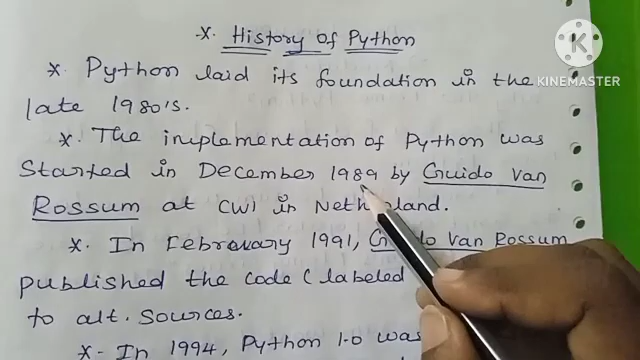 * History of Python
KINEMASTER
* Python laid its foundation in the
late 1980's.
* The implementation of Python was
started in December 1989 by Guido Van
Rossum at CWI in Netherland.
* In February 1991, Guido Van Rossum
published the code (labeled
to alt. sources.
* In 1994, Python 1.0 was